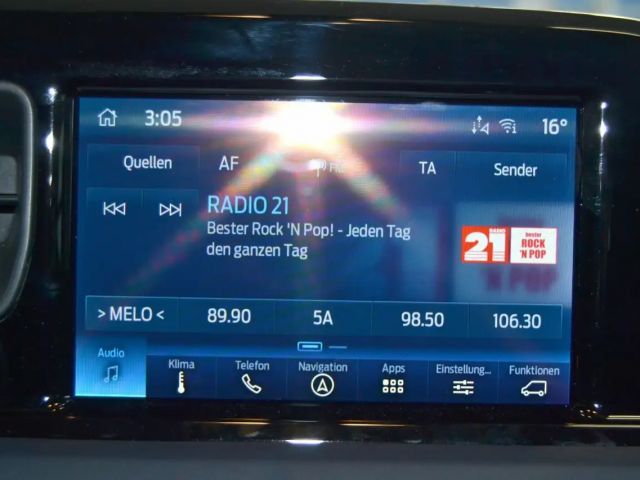 3:05 16°
Quellen AF TA Sender
RADIO 21
Bester Rock 'N Pop! - Jeden Tag
den ganzen Tag
RADIO
21
bester
ROCK
'N POP
> MELO < 89.90 5A 98.50 106.30
Audio Klima Telefon Navigation Apps Einstellung... Funktionen